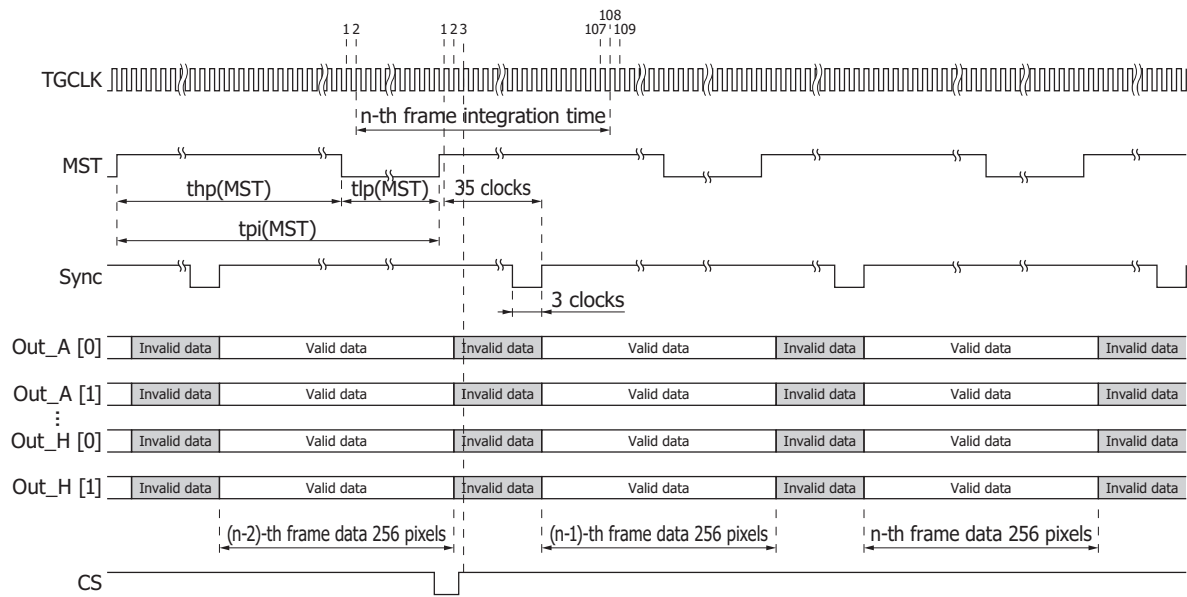 108
1 2 1 2 3 107 109
TGCLK
n-th frame integration time
MST
thp(MST) tlp(MST) 35 clocks
tpi(MST)
Sync
3 clocks
Out_A [0] Invalid data Valid data Invalid data Valid data Invalid data Valid data Invalid data
Out_A [1] Invalid data Valid data Invalid data Valid data Invalid data Valid data Invalid data
⋮
Out_H [0] Invalid data Valid data Invalid data Valid data Invalid data Valid data Invalid data
Out_H [1] Invalid data Valid data Invalid data Valid data Invalid data Valid data Invalid data
(n-2)-th frame data 256 pixels (n-1)-th frame data 256 pixels n-th frame data 256 pixels
CS